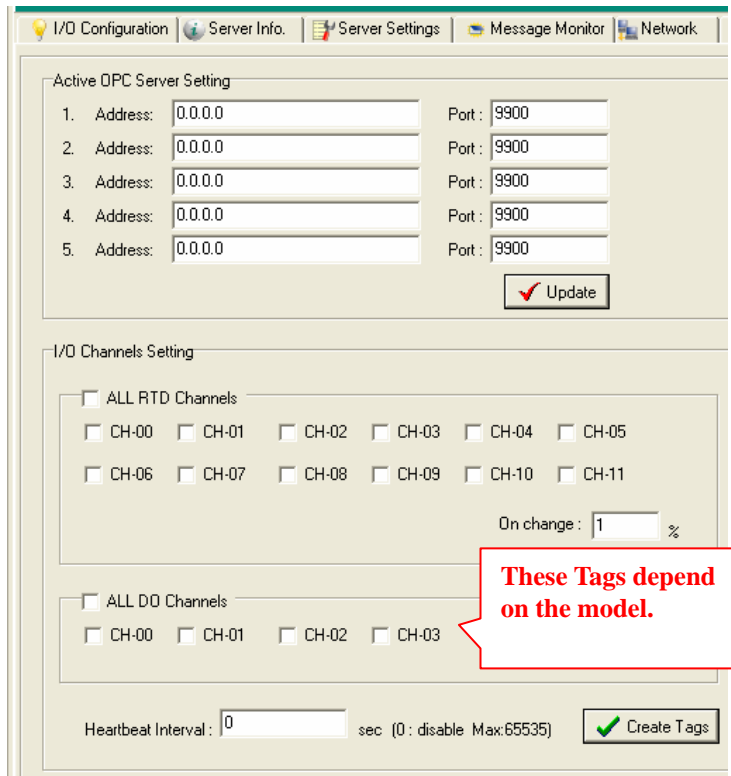 I/O Configuration Server Info. Server Settings Message Monitor Network
Active OPC Server Setting
1. Address: 0.0.0.0 Port : 9900
2. Address: 0.0.0.0 Port : 9900
3. Address: 0.0.0.0 Port : 9900
4. Address: 0.0.0.0 Port : 9900
5. Address: 0.0.0.0 Port : 9900
Update
I/O Channels Setting
ALL RTD Channels
CH-00 CH-01 CH-02 CH-03 CH-04 CH-05
CH-06 CH-07 CH-08 CH-09 CH-10 CH-11
On change : 1 %
These Tags depend
on the model.
ALL DO Channels
CH-00 CH-01 CH-02 CH-03
Heartbeat Interval : 0 sec (0 : disable Max:65535) Create Tags